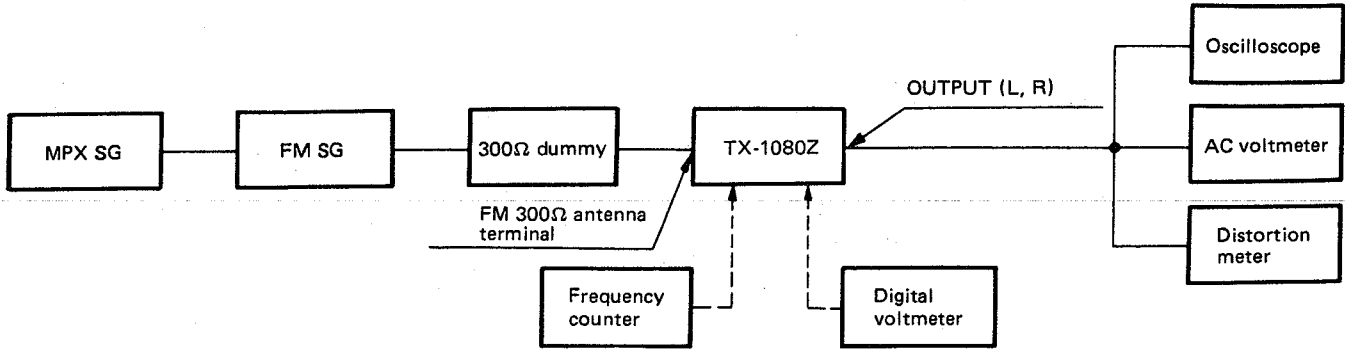 Oscilloscope
OUTPUT (L, R)
MPX SG
FM SG
300Ω dummy
TX-1080Z
AC voltmeter
FM 300Ω antenna
terminal
Distortion
meter
Frequency
counter
Digital
voltmeter